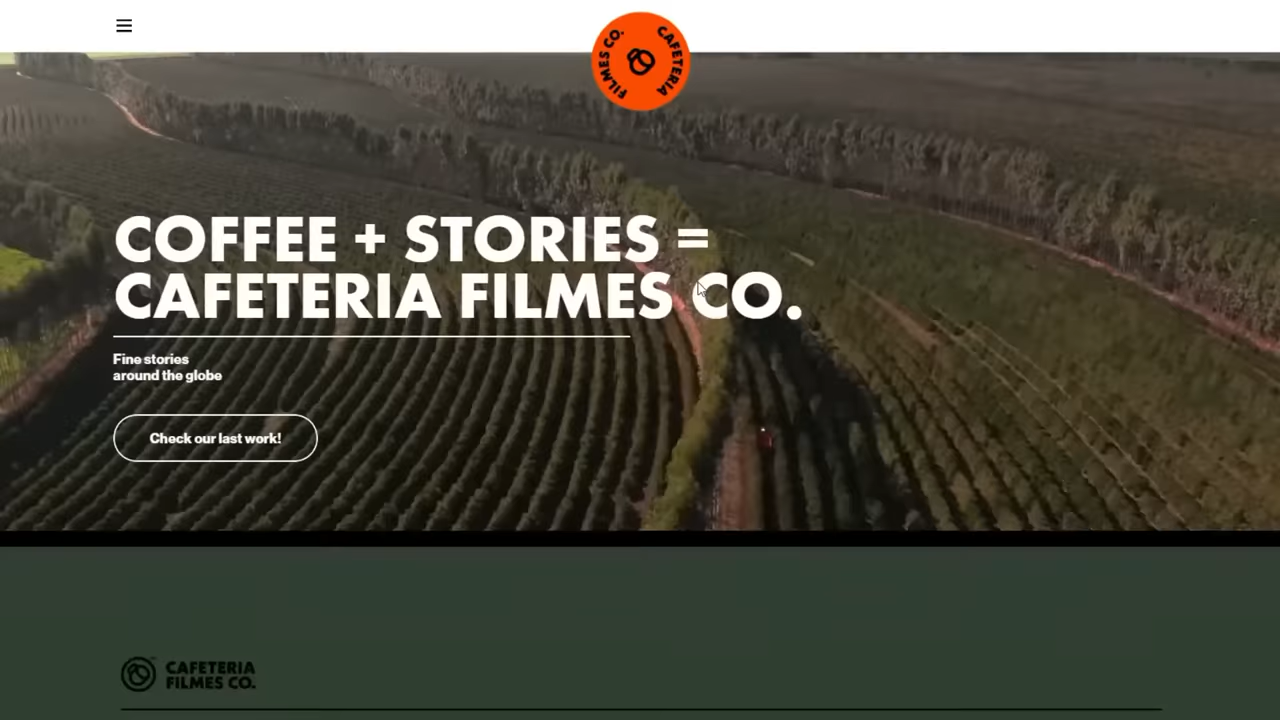 FILMES CO.
CAFETERIA
COFFEE + STORIES =
CAFETERIA FILMES CO.
Fine stories
around the globe
Check our last work!
CAFETERIA
FILMES CO.